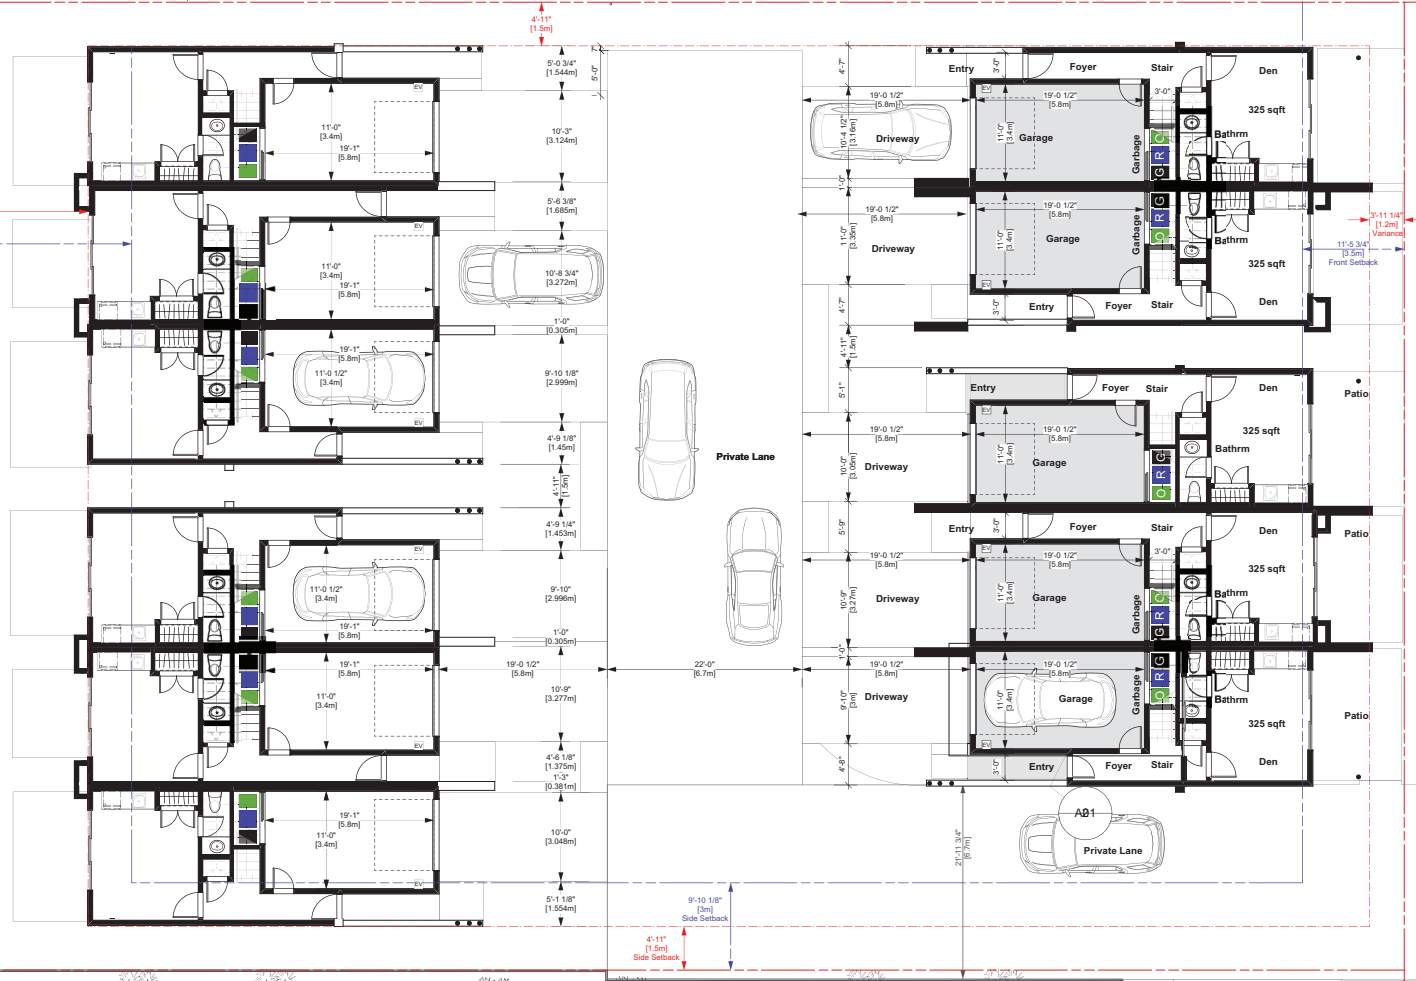 4'-11"
[1.5m]
5'-0 3/4"
[1.544m]
5'-0"
EV
11'-0"
[3.4m]
19'-1"
[5.8m]
10'-3"
[3.124m]
5'-6 3/8"
[1.685m]
11'-0"
[3.4m]
19'-1"
[5.8m]
10'-8 3/4"
[3.272m]
1'-0"
[0.305m]
19'-1"
[5.8m]
11'-0 1/2"
[3.4m]
9'-10 1/8"
[2.999m]
EV
4'-9 1/8"
[1.45m]
4'-11"
[1.5m]
4'-9 1/4"
[1.453m]
EV
11'-0 1/2"
[3.4m]
9'-10"
[2.996m]
19'-1"
[5.8m]
1'-0"
[0.305m]
19'-1"
[5.8m]
11'-0"
[3.4m]
10'-9"
[3.277m]
EV
4'-6 1/8"
[1.375m]
1'-3"
[0.381m]
19'-1"
[5.8m]
11'-0"
[3.4m]
10'-0"
[3.048m]
EV
5'-1 1/8"
[1.554m]
19'-0 1/2"
[5.8m]
22'-0"
[6.7m]
Private Lane
4'-7"
Entry
3'-0"
Foyer
Stair
Den
19'-0 1/2"
[5.8m]
EV
19'-0 1/2"
[5.8m]
3'-0"
325 sqft
10'-4 1/2"
[3.16m]
Driveway
11'-0"
[3.4m]
Garage
Garbage
O
R
G
Bathrm
1'-0"
19'-0 1/2"
[5.8m]
19'-0 1/2"
[5.8m]
11'-0"
[3.35m]
Driveway
11'-0"
[3.4m]
Garage
Garbage
G
R
O
Bathrm
325 sqft
EV
4'-7"
3'-0"
Entry
Foyer
Stair
Den
3'-11 1/4"
[1.2m]
Variance
11'-5 3/4"
[3.5m]
Front Setback
4'-11"
[1.5m]
5'-1"
Entry
Foyer
Stair
Den
Patio
19'-0 1/2"
[5.8m]
19'-0 1/2"
[5.8m]
325 sqft
10'-0"
[3.05m]
Driveway
11'-0"
[3.4m]
Garage
G
R
O
Bathrm
5'-9"
Entry
3'-0"
Foyer
Stair
Den
Patio
19'-0 1/2"
[5.8m]
EV
19'-0 1/2"
[5.8m]
3'-0"
325 sqft
10'-9"
[3.27m]
Driveway
11'-0"
[3.4m]
Garage
Garbage
O
R
G
Bathrm
1'-0"
19'-0 1/2"
[5.8m]
19'-0 1/2"
[5.8m]
9'-10"
[3m]
Driveway
11'-0"
[3.4m]
Garage
Garbage
G
R
O
Bathrm
325 sqft
Patio
EV
4'-8"
3'-0"
Entry
Foyer
Stair
Den
21'-11 3/4"
[6.7m]
Private Lane
9'-10 1/8"
[3m]
Side Setback
4'-11"
[1.5m]
Side Setback